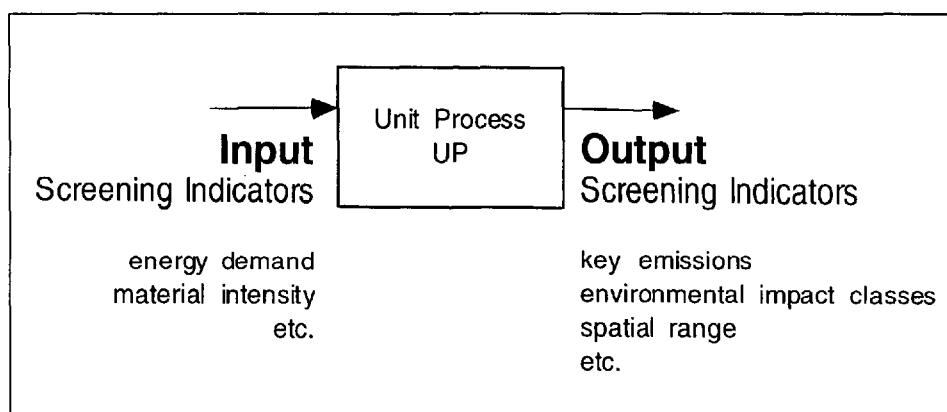 Unit Process
UP
Input
Screening Indicators
energy demand
material intensity
etc.
Output
Screening Indicators
key emissions
environmental impact classes
spatial range
etc.